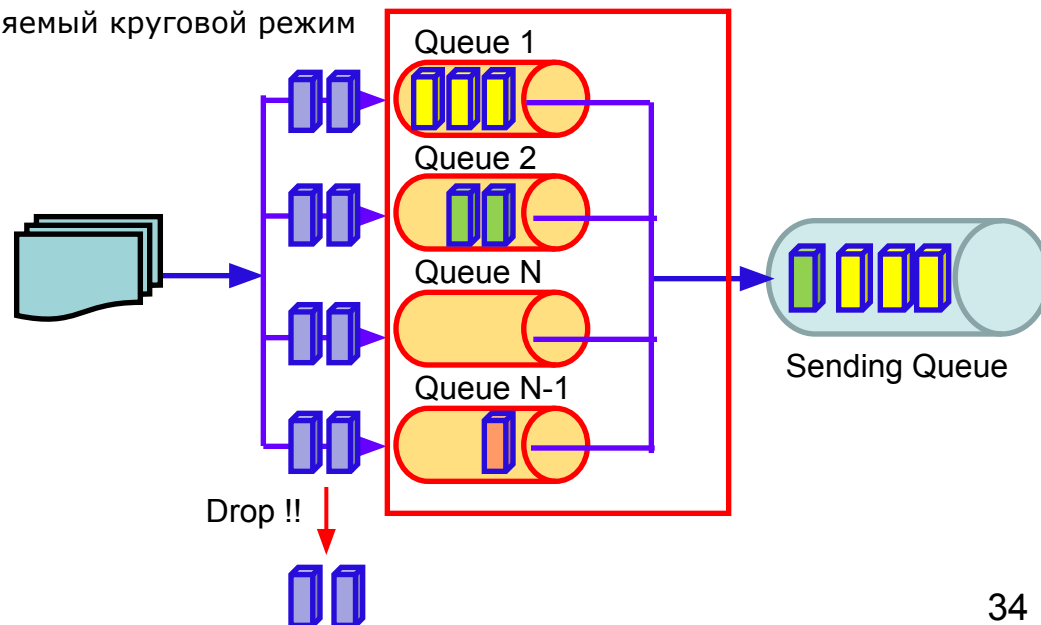 яемый круговой режим
Queue 1
Queue 2
Queue N
Queue N-1
Sending Queue
Drop !!
34